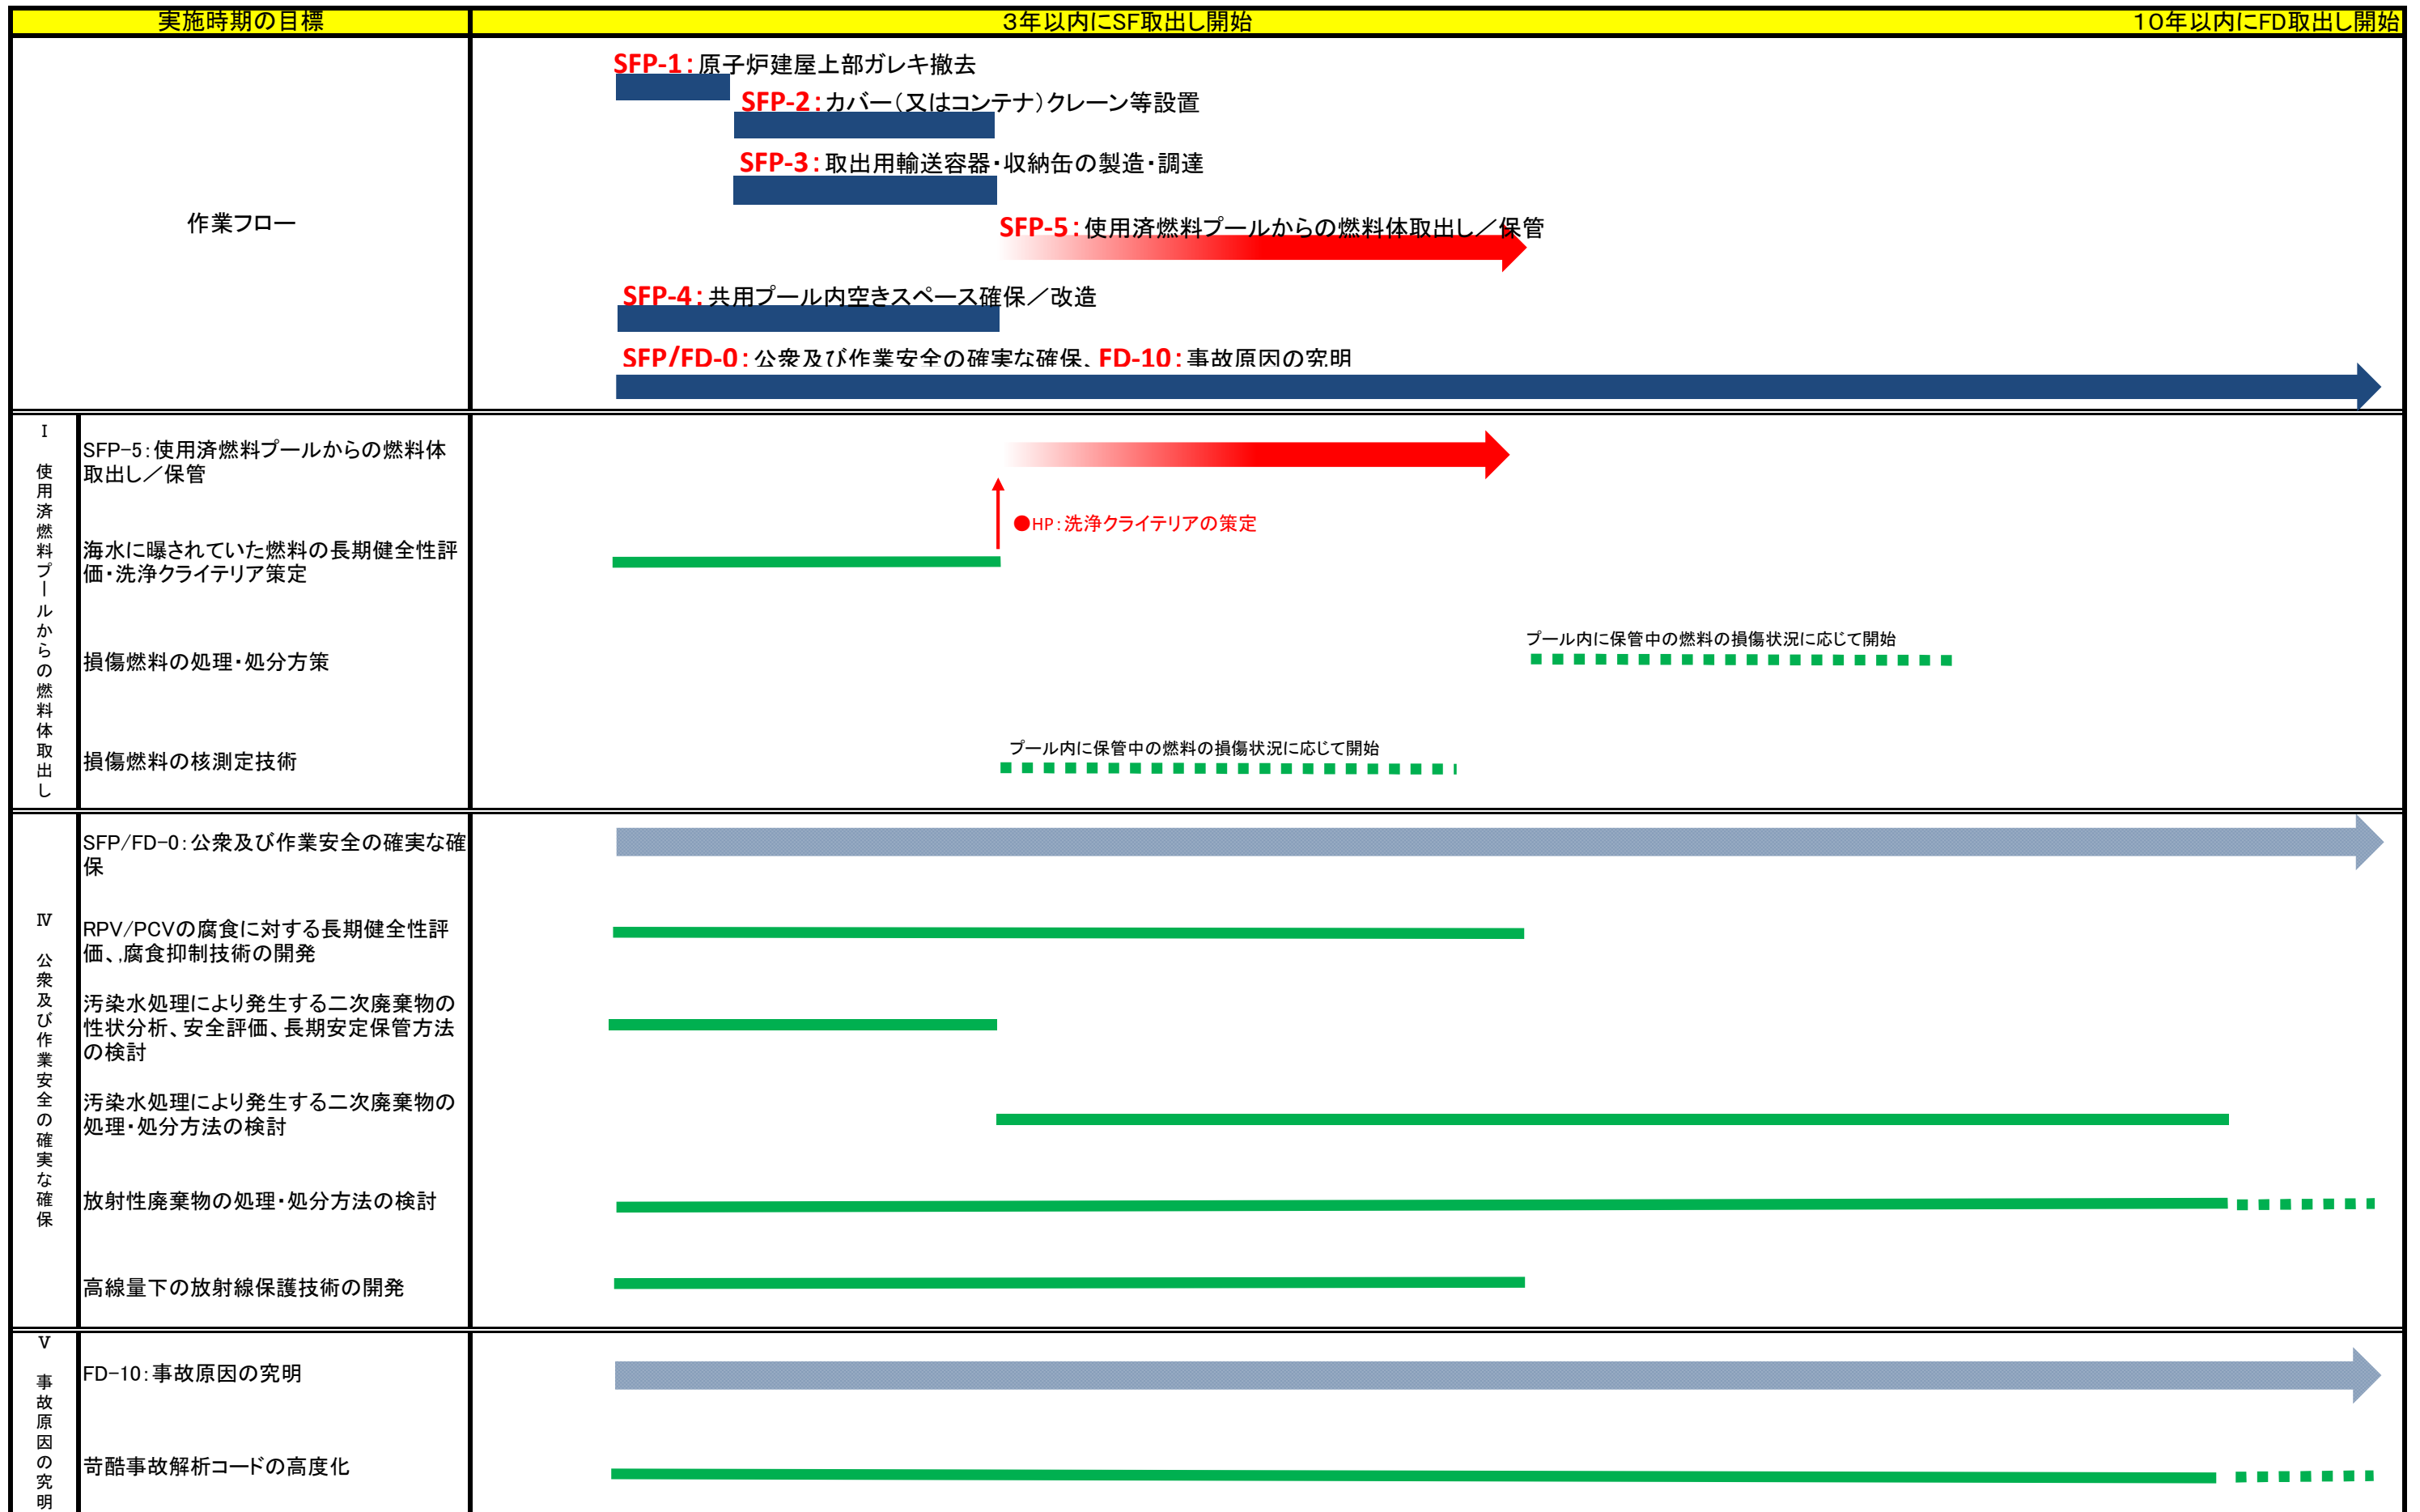 実施時期の目標
3年以内にSF取出し開始
10年以内にFD取出し開始
作業フロー
SFP-1：原子炉建屋上部ガレキ撤去
SFP-2：カバー（又はコンテナ）クレーン等設置
SFP-3：取出用輸送容器・収納缶の製造・調達
SFP-5：使用済燃料プールからの燃料体取出し／保管
SFP-4：共用プール内空きスペース確保／改造
SFP/FD-0：公衆及び作業安全の確実な確保、FD-10：事故原因の究明
Ⅰ 使用済燃料プールからの燃料体取出し
SFP-5：使用済燃料プールからの燃料体
取出し／保管
●HP：洗浄クライテリアの策定
海水に曝されていた燃料の長期健全性評
価・洗浄クライテリア策定
損傷燃料の処理・処分方策
プール内に保管中の燃料の損傷状況に応じて開始
損傷燃料の核測定技術
プール内に保管中の燃料の損傷状況に応じて開始
Ⅳ 公衆及び作業安全の確実な確保
SFP/FD-0：公衆及び作業安全の確実な確
保
RPV/PCVの腐食に対する長期健全性評
価、,腐食抑制技術の開発
汚染水処理により発生する二次廃棄物の
性状分析、安全評価、長期安定保管方法
の検討
汚染水処理により発生する二次廃棄物の
処理・処分方法の検討
放射性廃棄物の処理・処分方法の検討
高線量下の放射線保護技術の開発
Ⅴ 事故原因の究明
FD-10：事故原因の究明
苛酷事故解析コードの高度化